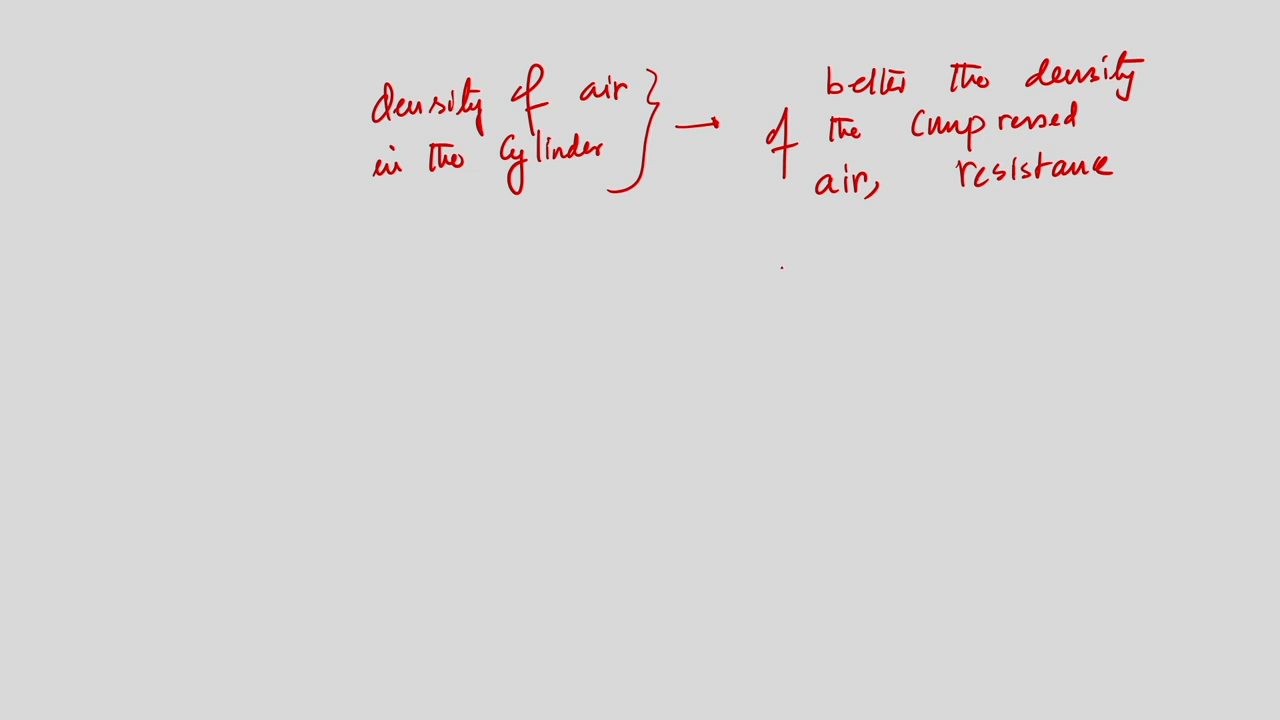 density of air
in the cylinder } →
better the density
of the compressed
air, resistance